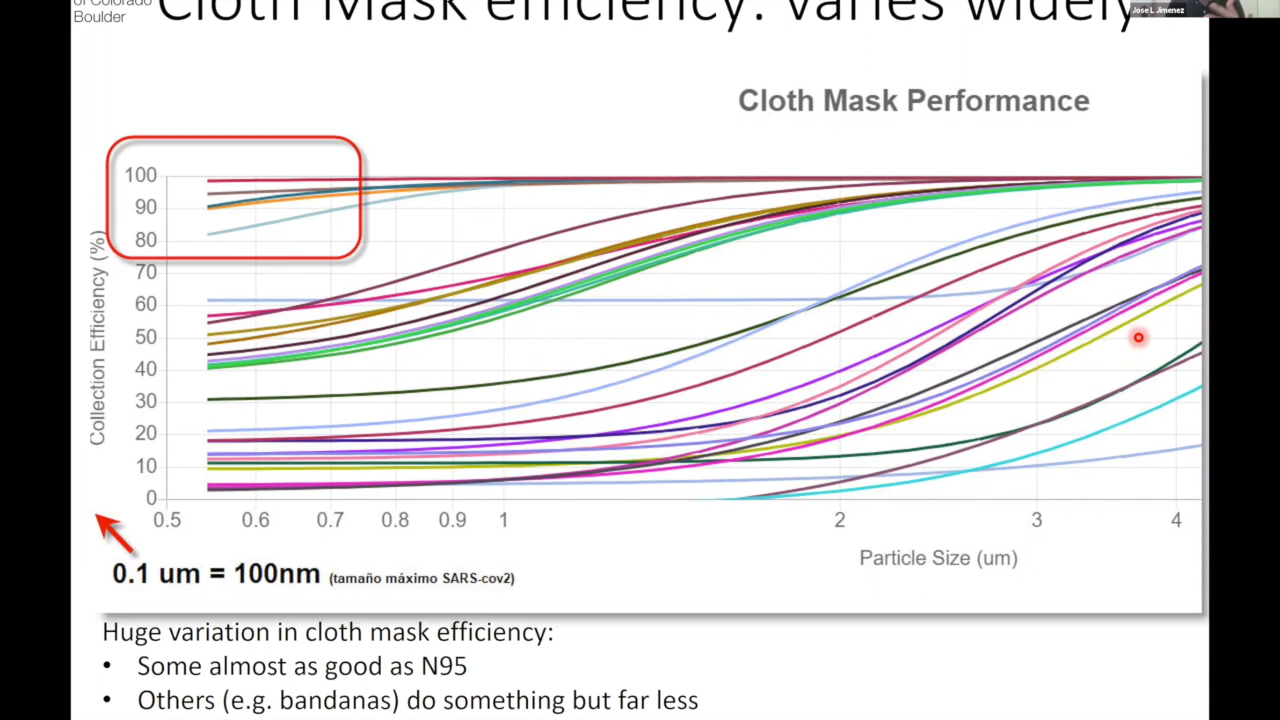 of Colorado
Boulder
Cloth Mask efficiency: varies widely
Jose L Jimenez
Cloth Mask Performance
100
90
80
70
60
50
40
30
20
10
0
Collection Efficiency (%)
0.5 0.6 0.7 0.8 0.9 1 2 3 4
Particle Size (um)
0.1 um = 100nm (tamaño máximo SARS-cov2)
Huge variation in cloth mask efficiency:
• Some almost as good as N95
• Others (e.g. bandanas) do something but far less